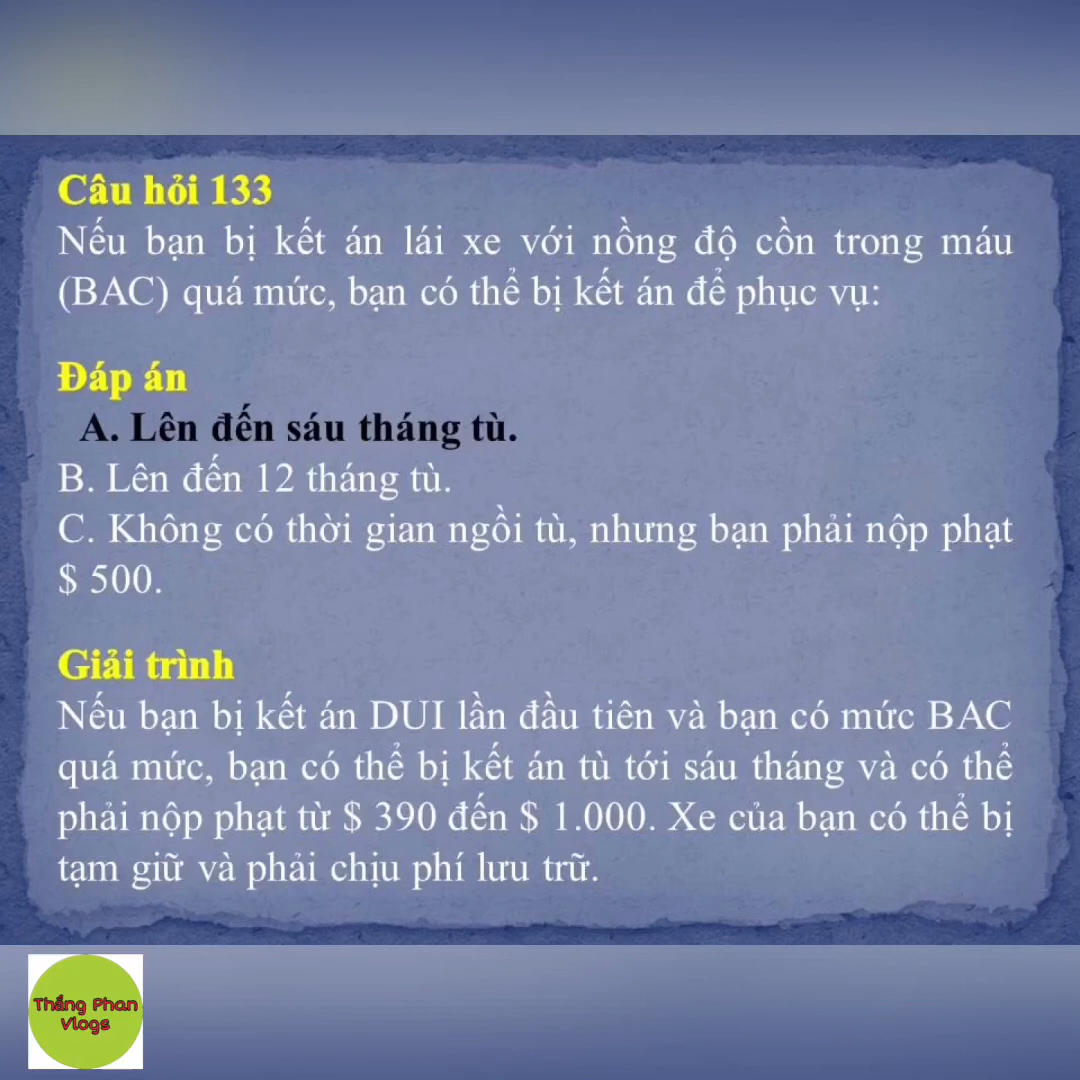 Câu hỏi 133
Nếu bạn bị kết án lái xe với nồng độ cồn trong máu
(BAC) quá mức, bạn có thể bị kết án để phục vụ:
Đáp án
A. Lên đến sáu tháng tù.
B. Lên đến 12 tháng tù.
C. Không có thời gian ngồi tù, nhưng bạn phải nộp phạt
$ 500.
Giải trình
Nếu bạn bị kết án DUI lần đầu tiên và bạn có mức BAC
quá mức, bạn có thể bị kết án tù tới sáu tháng và có thể
phải nộp phạt từ $ 390 đến $ 1.000. Xe của bạn có thể bị
tạm giữ và phải chịu phí lưu trữ.
Thắng Phan
Vlogs